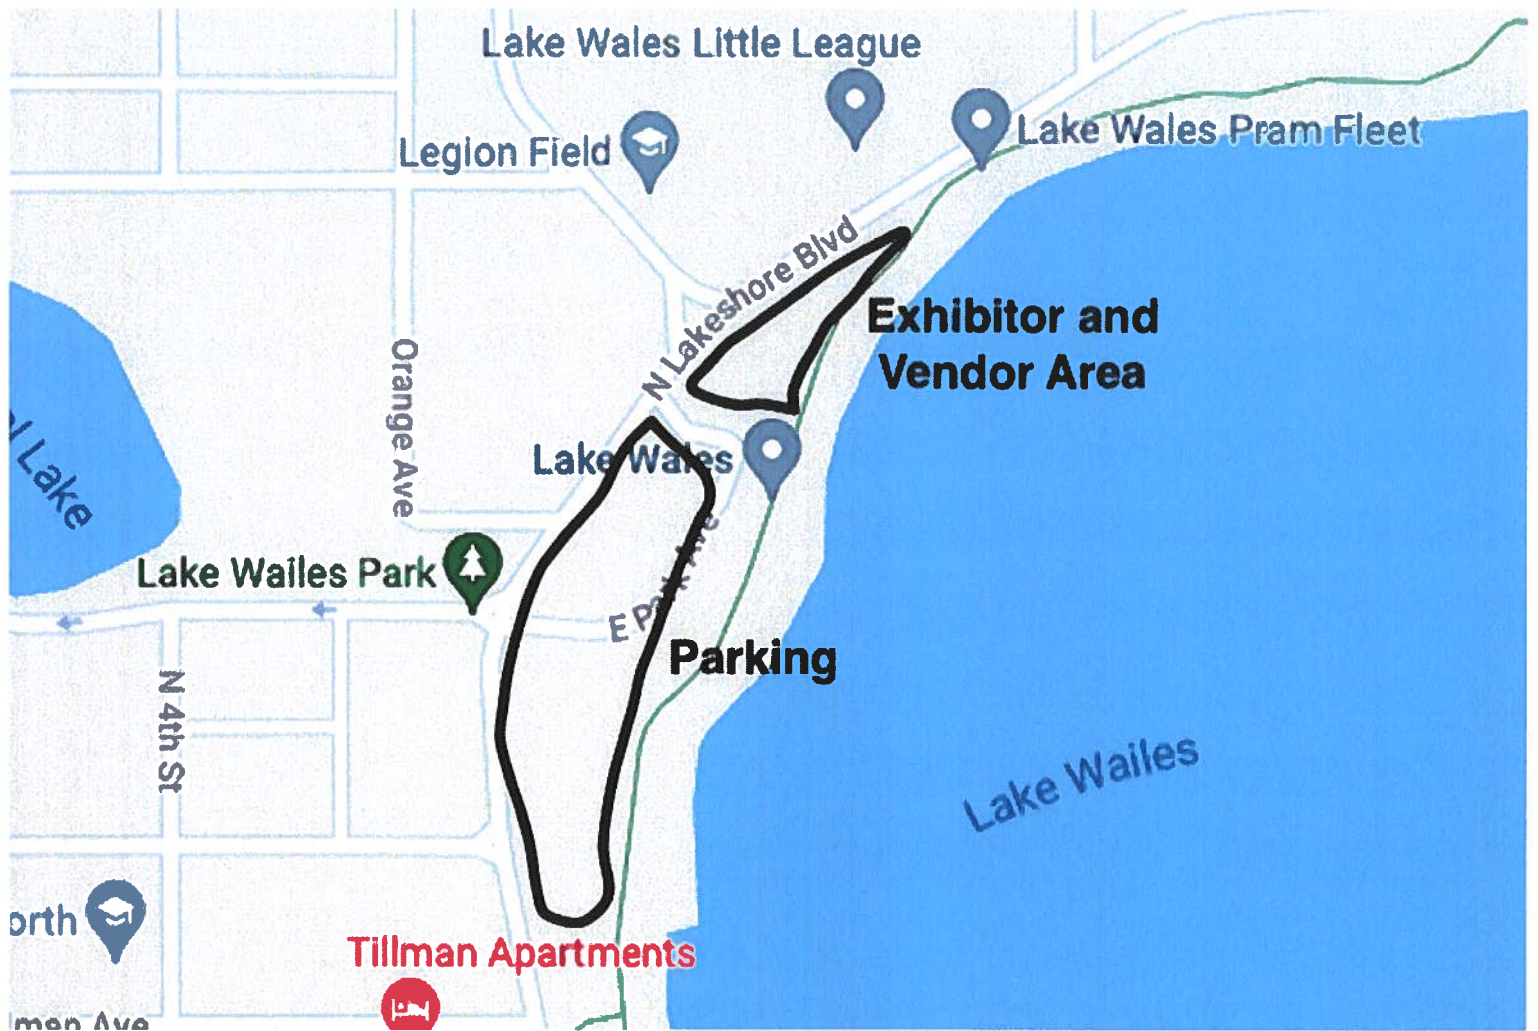 Lake Wales Little League
Lake Wales Pram Fleet
Legion Field
N Lakeshore Blvd
Exhibitor and
Vendor Area
Orange Ave
Lake
Lake Wales
Lake Wailes Park
E Park Ave
Parking
N 4th St
Lake Wailes
orth
Tillman Apartments
man Ave